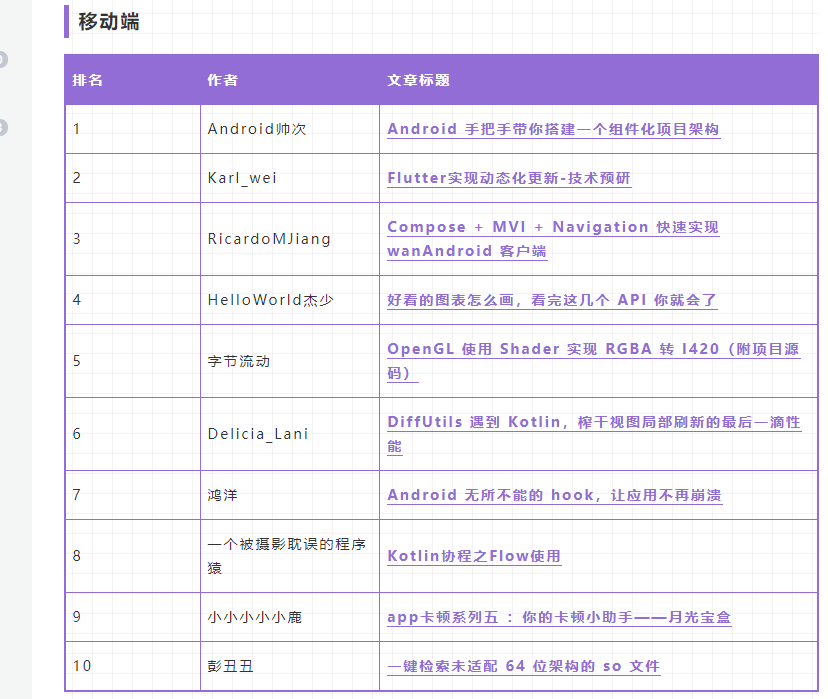 移动端
排名 作者 文章标题
1 Android帅次 Android 手把手带你搭建一个组件化项目架构
2 Karl_wei Flutter实现动态化更新-技术预研
3 RicardoMJiang Compose + MVI + Navigation 快速实现
wanAndroid 客户端
4 HelloWorld杰少 好看的图表怎么画，看完这几个 API 你就会了
5 字节流动 OpenGL 使用 Shader 实现 RGBA 转 I420（附项目源
码）
6 Delicia_Lani DiffUtils 遇到 Kotlin，榨干视图局部刷新的最后一滴性
能
7 鸿洋 Android 无所不能的 hook，让应用不再崩溃
8 一个被摄影耽误的程序
猿 Kotlin协程之Flow使用
9 小小小小小鹿 app卡顿系列五 ：你的卡顿小助手——月光宝盒
10 彭丑丑 一键检索未适配 64 位架构的 so 文件